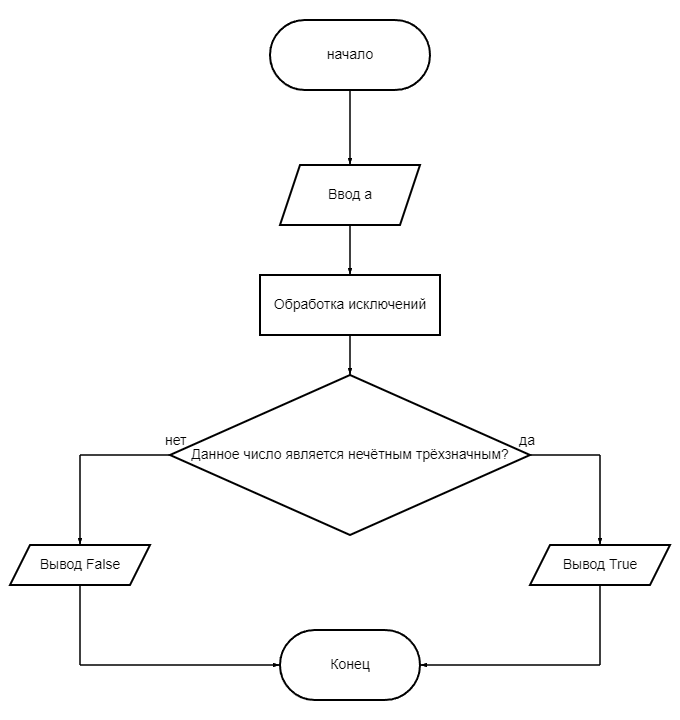 начало
Ввод а
Обработка исключений
нет
да
Данное число является нечётным трёхзначным?
Вывод False
Вывод True
Конец